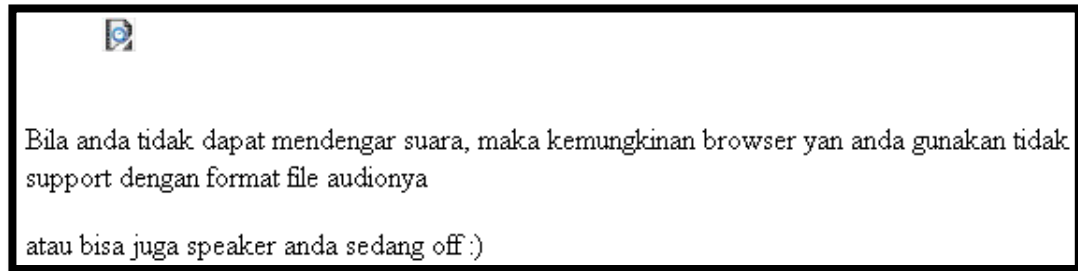 Bila anda tidak dapat mendengar suara, maka kemungkinan browser yan anda gunakan tidak
support dengan format file audionya
atau bisa juga speaker anda sedang off :)